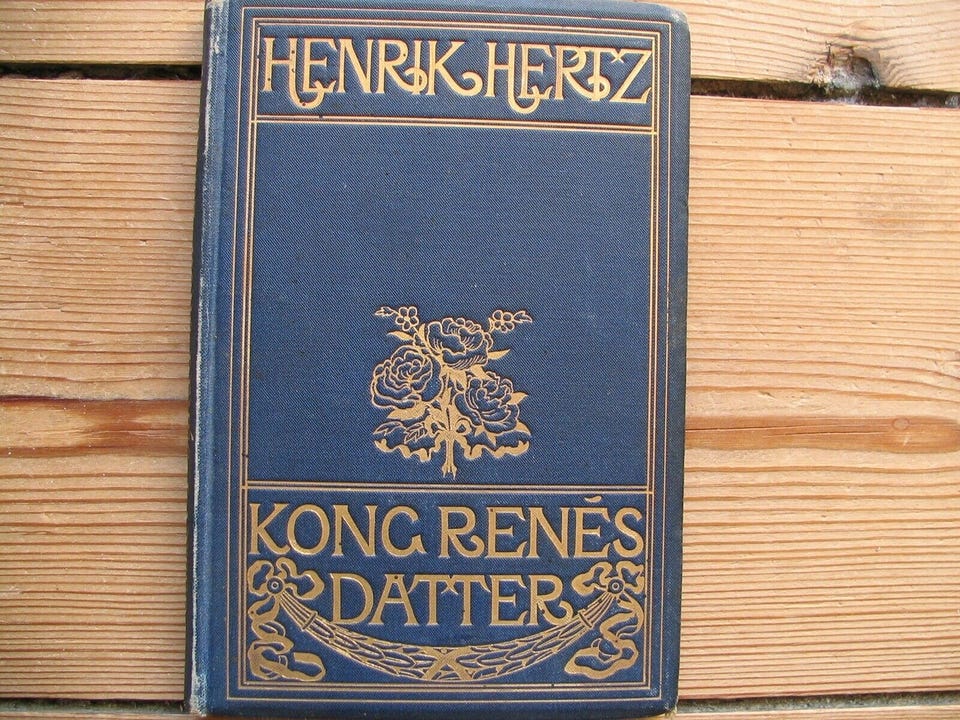 HENRIK HERTZ
KONG RENÉS
DATTER